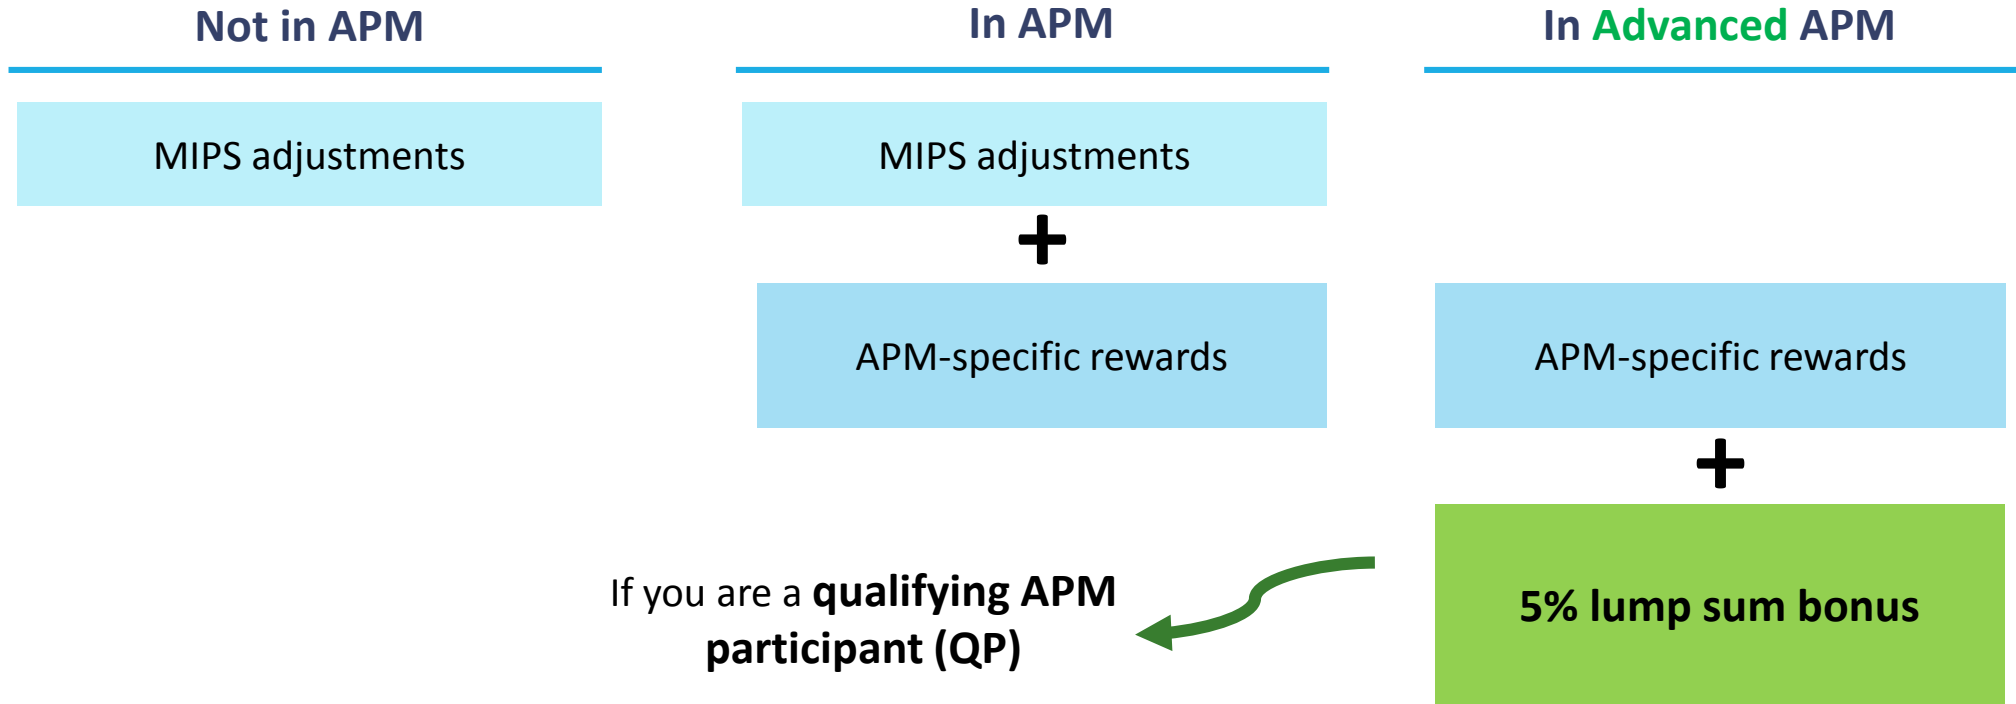 Not in APM
In APM
In Advanced APM
MIPS adjustments
MIPS adjustments
+
APM-specific rewards
APM-specific rewards
+
5% lump sum bonus
If you are a qualifying APM
participant (QP)